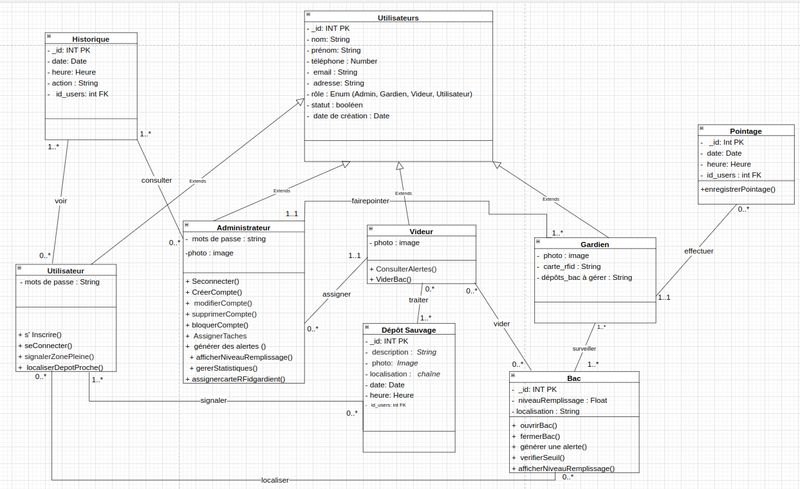 Utilisateurs
- _id: INT PK
- nom: String
- prénom: String
- téléphone : Number
- email : String
- adresse: String
- rôle : Enum (Admin, Gardien, Videur, Utilisateur)
- statut : booléen
- date de création : Date
Historique
- _id: INT PK
- date: Date
- heure: Heure
- action : String
- id_users: int FK
1..*
1..*
voir
consulter
0..*
0..*
Extends
Extends
Extends
Extends
Pointage
- _id: Int PK
- date: Date
- heure: Heure
- id_users : int FK
+enregistrerPointage()
0..*
effectuer
1..1
fairepointer
1..1
1..*
Administrateur
- mots de passe : string
-photo : image
+ Seconnecter()
+ CréerCompte()
+ modifierCompte()
+ supprimerCompte()
+ bloquerCompte()
+ AssignerTaches
+ générer des alertes ()
+ afficherNiveauRemplissage()
+ gererStatistiques()
+ assignercarteRFidgardient()
Videur
- photo : image
+ ConsulterAlertes()
+ ViderBac()
1..1
assigner
0..*
0..*
traiter
1..*
0..*
vider
0..*
Gardien
- photo : image
- carte_rfid : String
- dépôts_bac à gérer : String
1..*
surveiller
1..*
Utilisateur
- mots de passe : String
+ s' Inscrire()
+ seConnecter()
+ signalerZonePleine()
+ localiserDepotProche()
0..*
1..*
signaler
0..*
Dépôt Sauvage
- _id: INT PK
- description : String
- photo: Image
- localisation : chaîne
- date: Date
- heure: Heure
- id_users: int FK
Bac
- _id: INT PK
- niveauRemplissage : Float
- localisation : String
+ ouvrirBac()
+ fermerBac()
+ générer une alerte()
+ verifierSeuil()
+ afficherNiveauRemplissage()
0..*
localiser